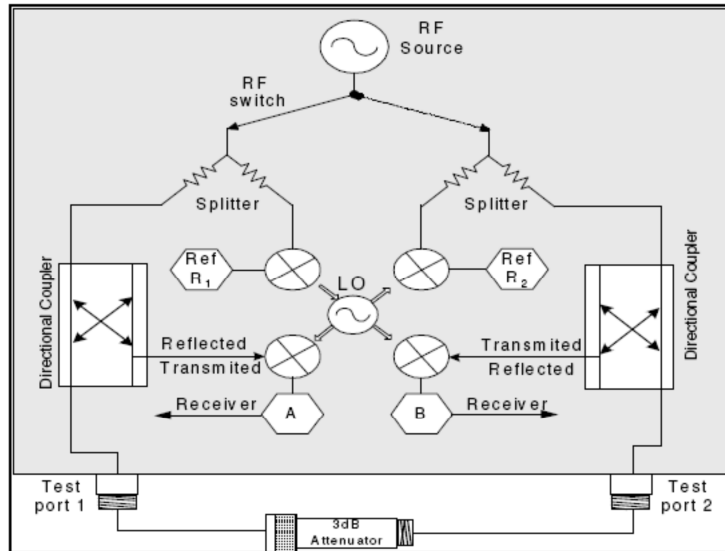 RF
Source
RF
switch
Splitter
Splitter
Ref
R1
LO
Ref
R2
Directional Coupler
Directional Coupler
Reflected
Transmited
Transmited
Reflected
Receiver
A
B
Receiver
Test
port 1
3dB
Attenuator
Test
port 2